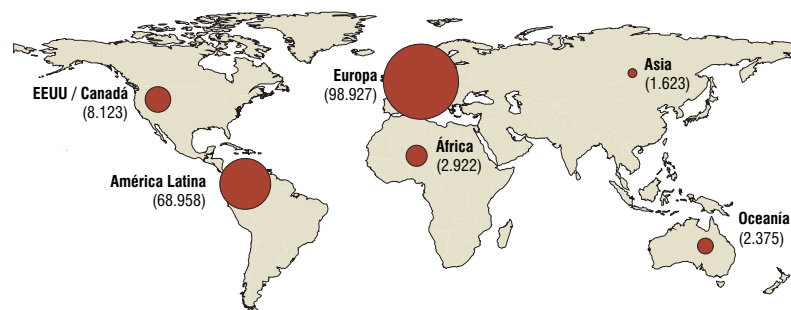 Europa
(98.927)
Asia
(1.623)
EEUU / Canadá
(8.123)
África
(2.922)
América Latina
(68.958)
Oceanía
(2.375)